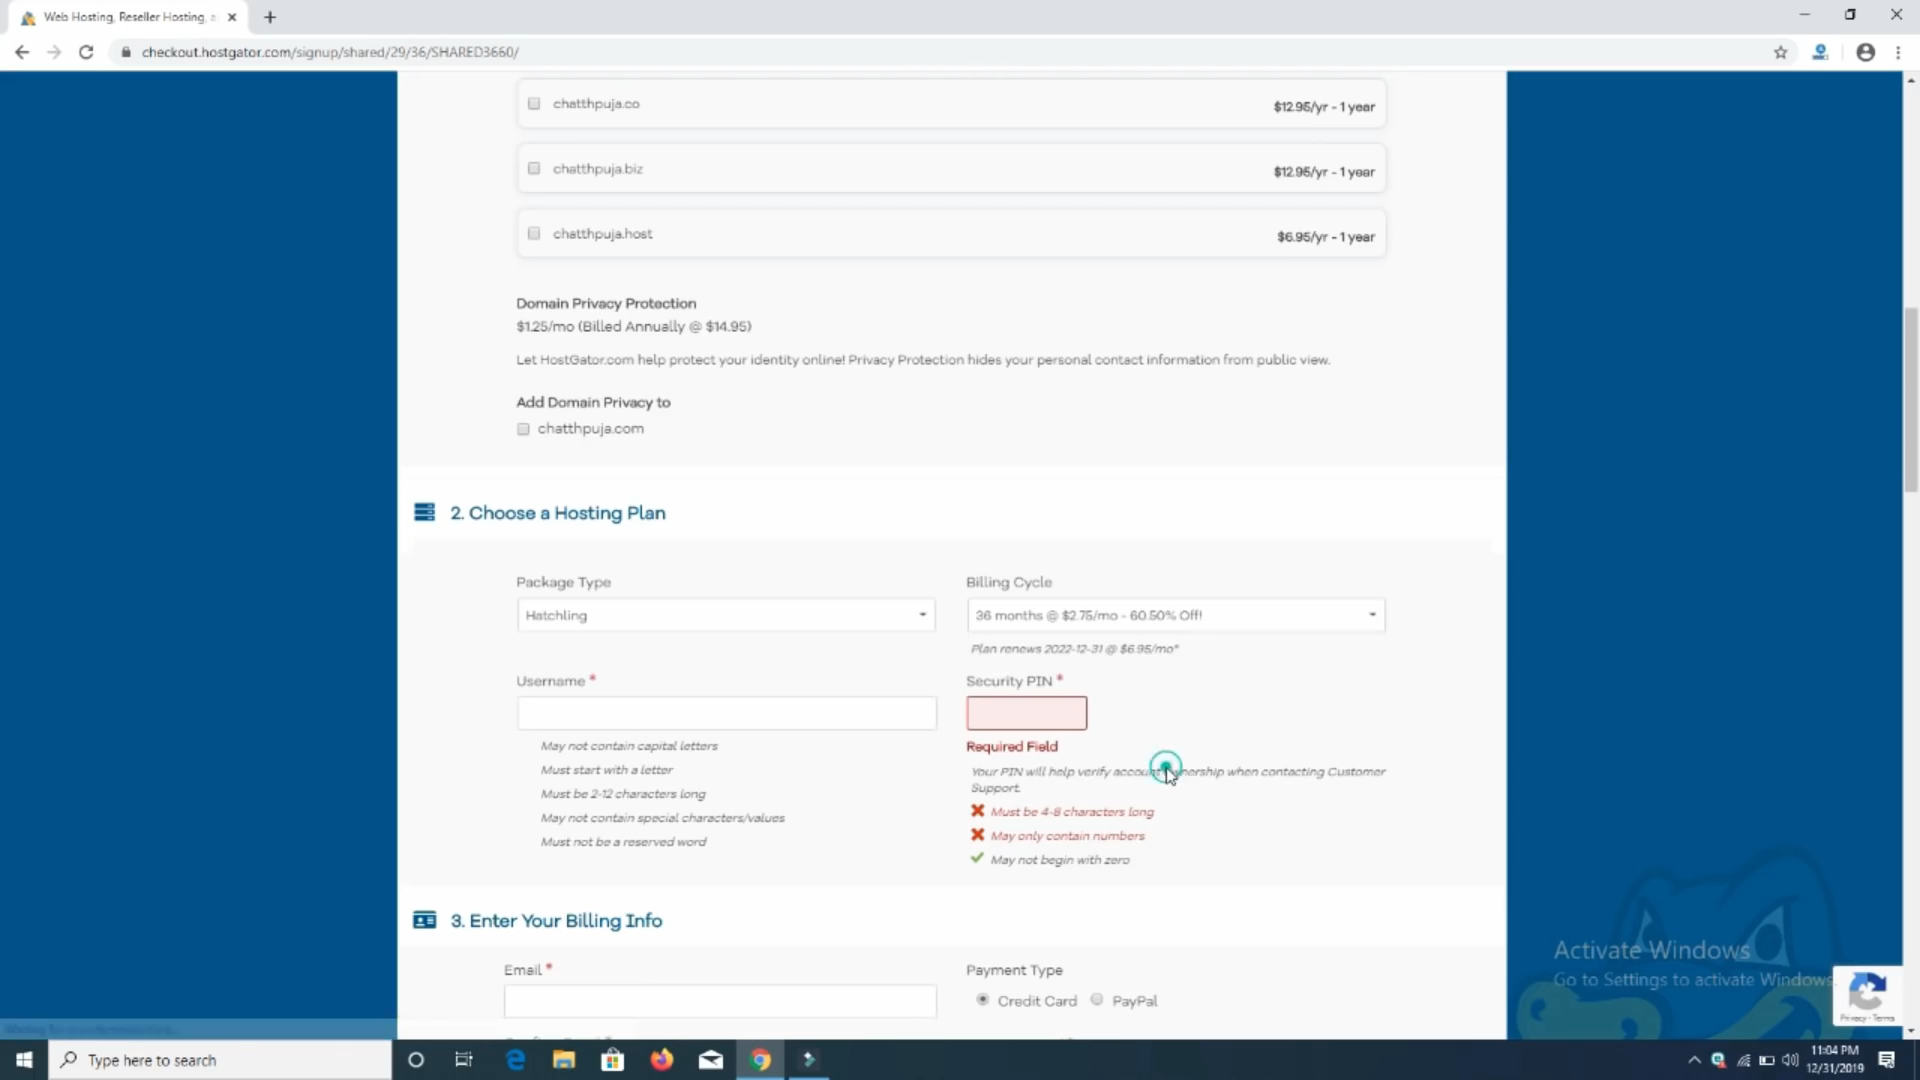 Web Hosting, Reseller Hosting, a
checkout.hostgator.com/signup/shared/29/36/SHARED3660/
chatthpuja.co
$12.95/yr - 1 year
chatthpuja.biz
$12.95/yr - 1 year
chatthpuja.host
$6.95/yr - 1 year
Domain Privacy Protection
$1.25/mo (Billed Annually @ $14.95)
Let HostGator.com help protect your identity online! Privacy Protection hides your personal contact information from public view.
Add Domain Privacy to
chatthpuja.com
2. Choose a Hosting Plan
Package Type
Billing Cycle
Hatchling
36 months @ $2.75/mo - 60.50% Off!
Plan renews 2022-12-31 @ $6.95/mo*
Username *
Security PIN *
May not contain capital letters
Must start with a letter
Must be 2-12 characters long
May not contain special characters/values
Must not be a reserved word
Required Field
Your PIN will help verify account ownership when contacting Customer
Support.
Must be 4-8 characters long
May only contain numbers
May not begin with zero
3. Enter Your Billing Info
Email *
Payment Type
Credit Card
PayPal
Activate Windows
Go to Settings to activate Windows.
Privacy - Terms
Type here to search
11:04 PM
12/31/2019